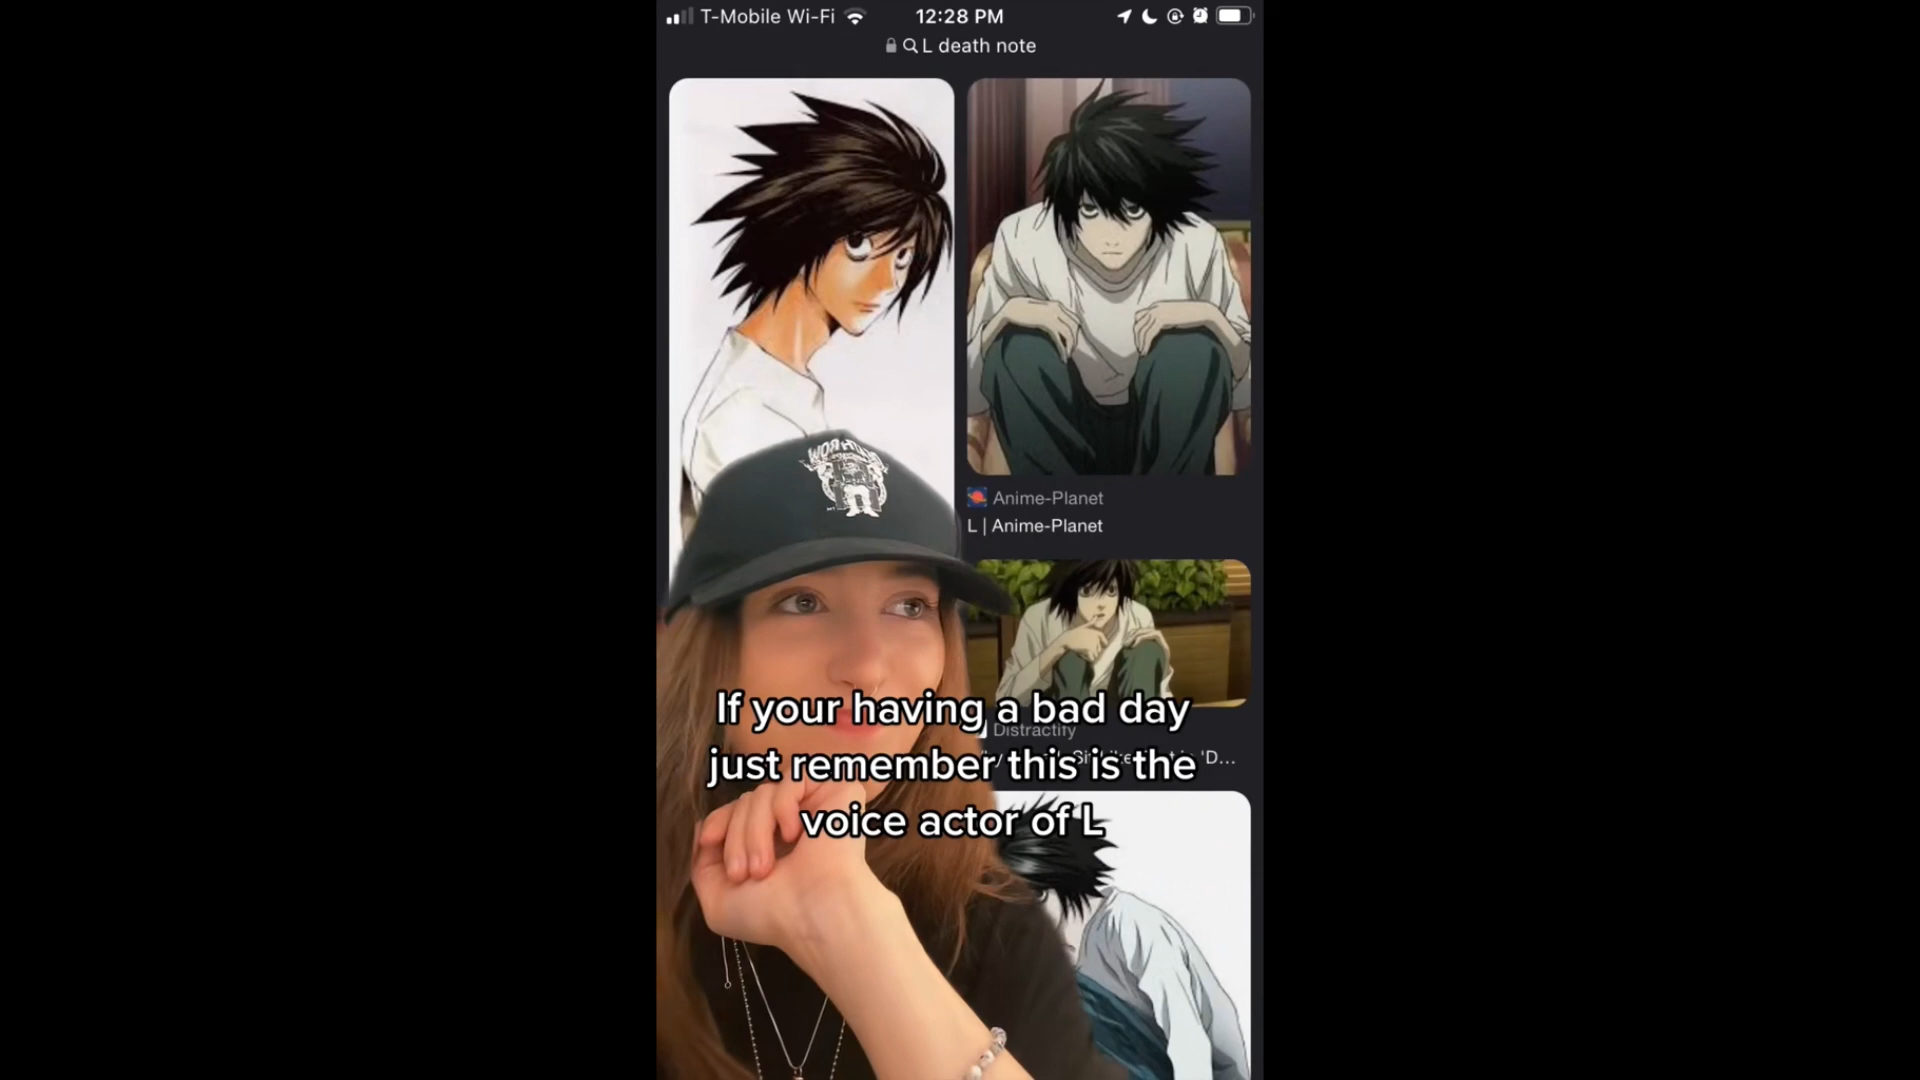 T-Mobile Wi-Fi 12:28 PM
L death note
Anime-Planet
L | Anime-Planet
Distractify
If your having a bad day
just remember this is the
voice actor of L